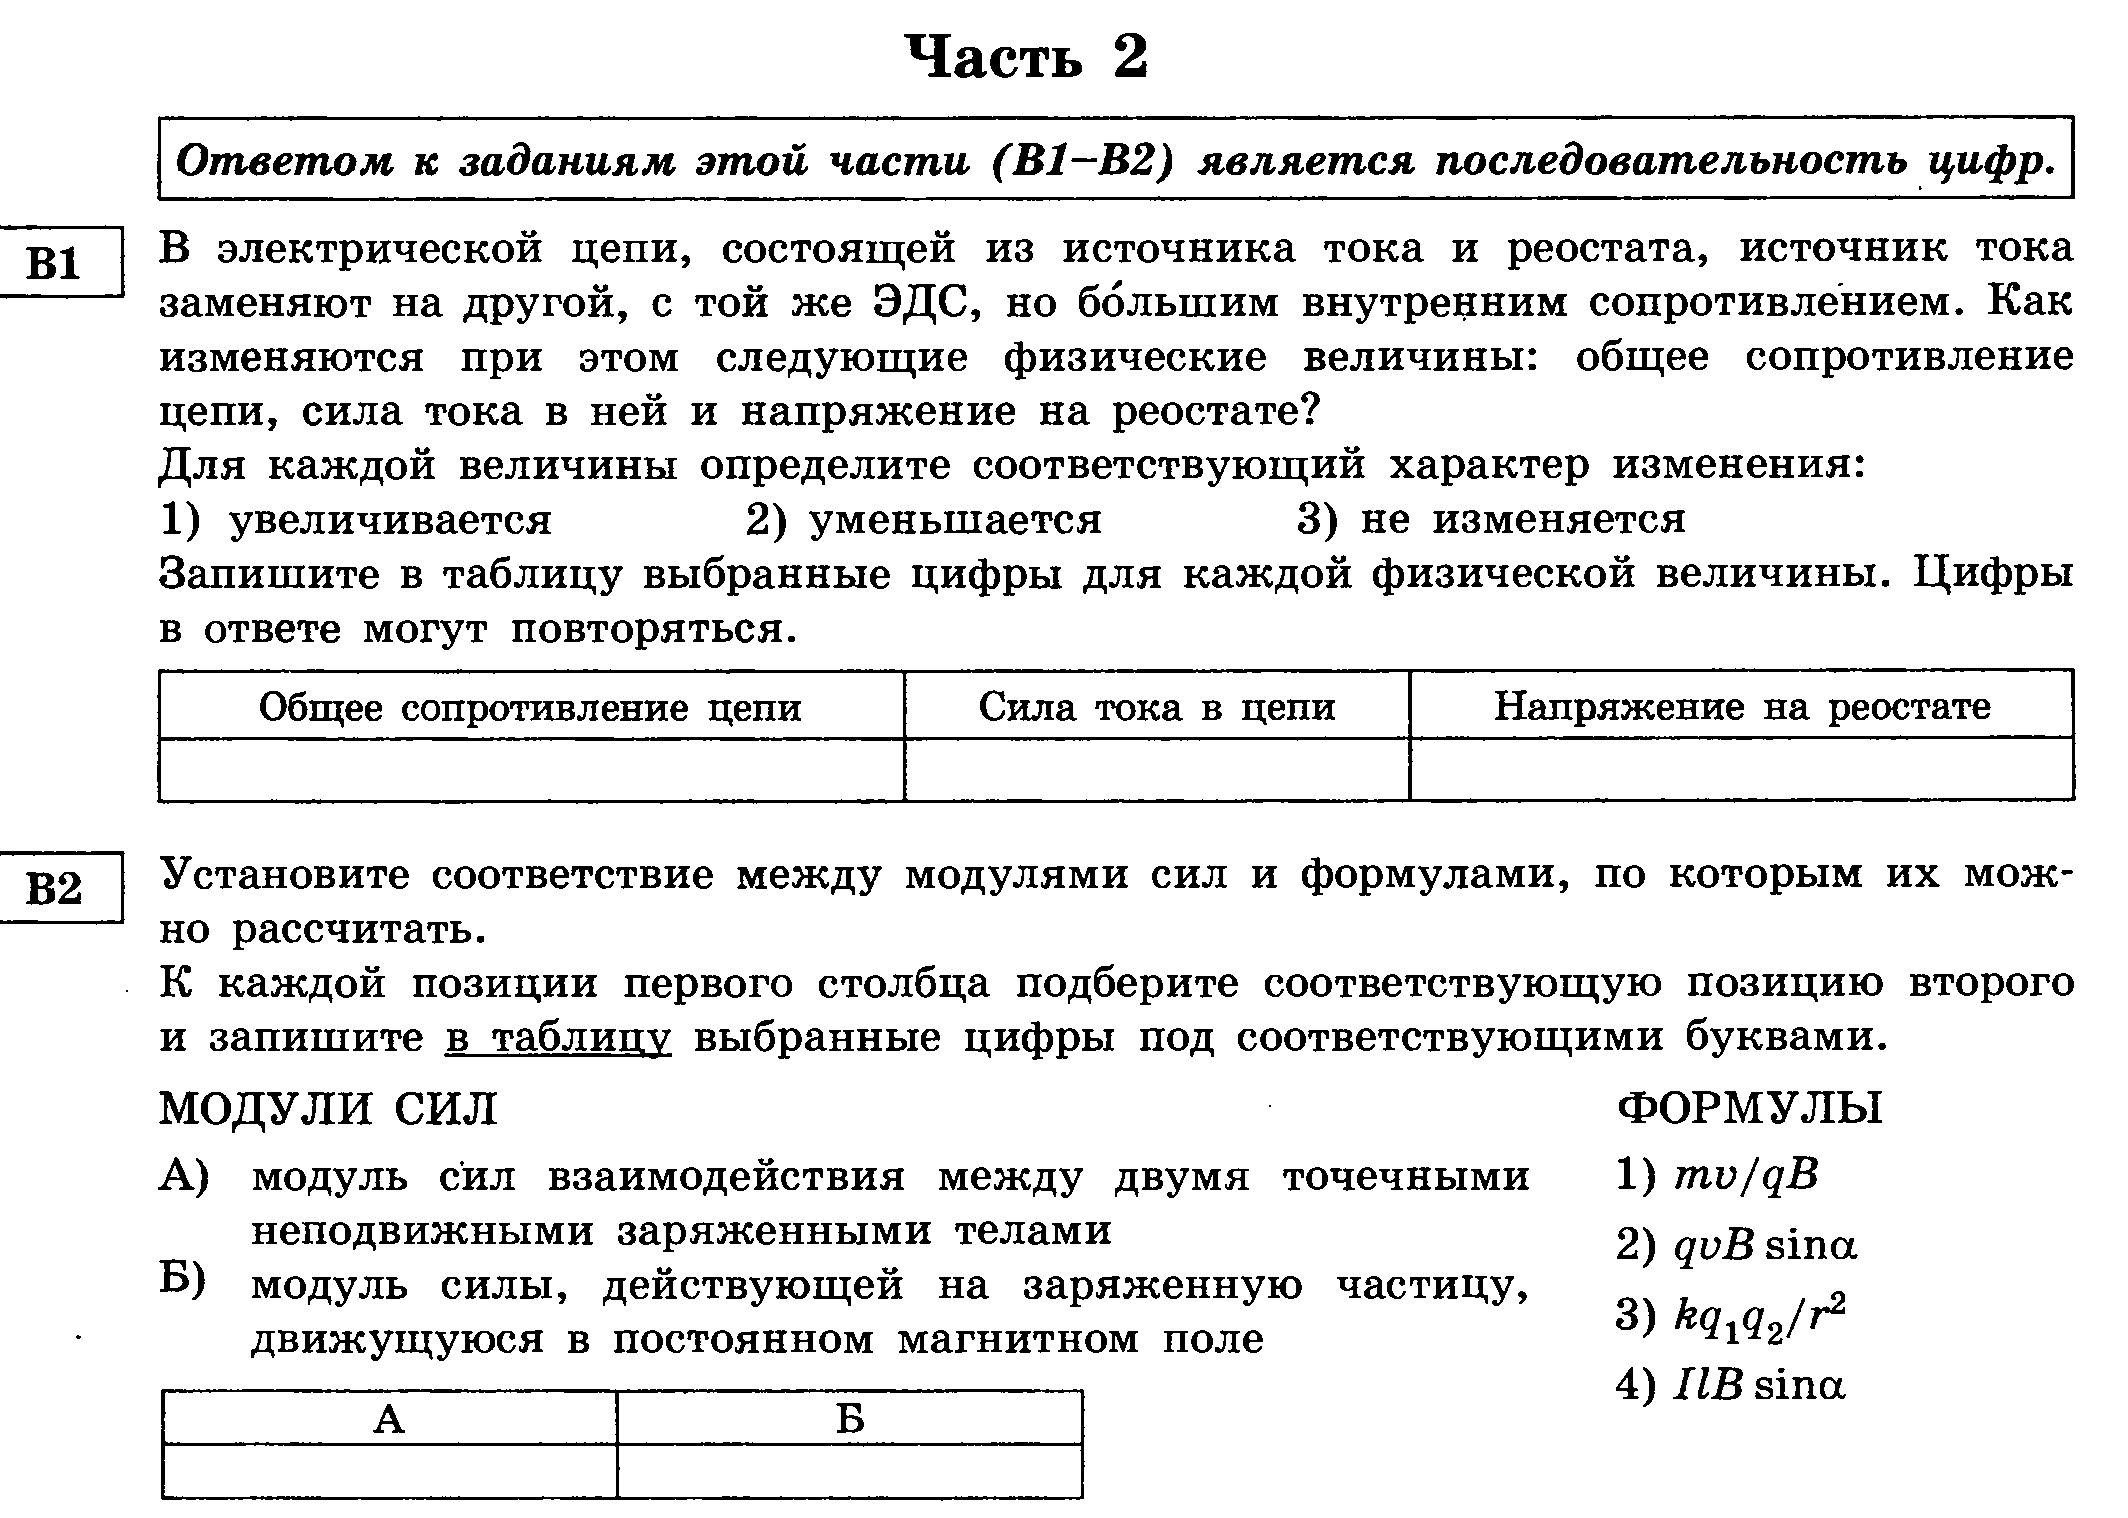 Часть 2
Ответом к заданиям этой части (В1–В2) является последовательность цифр.
В1
В электрической цепи, состоящей из источника тока и реостата, источник тока
заменяют на другой, с той же ЭДС, но бо́льшим внутренним сопротивлением. Как
изменяются при этом следующие физические величины: общее сопротивление
цепи, сила тока в ней и напряжение на реостате?
Для каждой величины определите соответствующий характер изменения:
1) увеличивается 2) уменьшается 3) не изменяется
Запишите в таблицу выбранные цифры для каждой физической величины. Цифры
в ответе могут повторяться.
Общее сопротивление цепи Сила тока в цепи Напряжение на реостате
В2
Установите соответствие между модулями сил и формулами, по которым их мож-
но рассчитать.
К каждой позиции первого столбца подберите соответствующую позицию второго
и запишите в таблицу выбранные цифры под соответствующими буквами.
МОДУЛИ СИЛ
А) модуль сил взаимодействия между двумя точечными
неподвижными заряженными телами
Б) модуль силы, действующей на заряженную частицу,
движущуюся в постоянном магнитном поле
ФОРМУЛЫ
1) mv/qB
2) qvB sinα
3) kq₁q₂/r²
4) IlB sinα
А Б